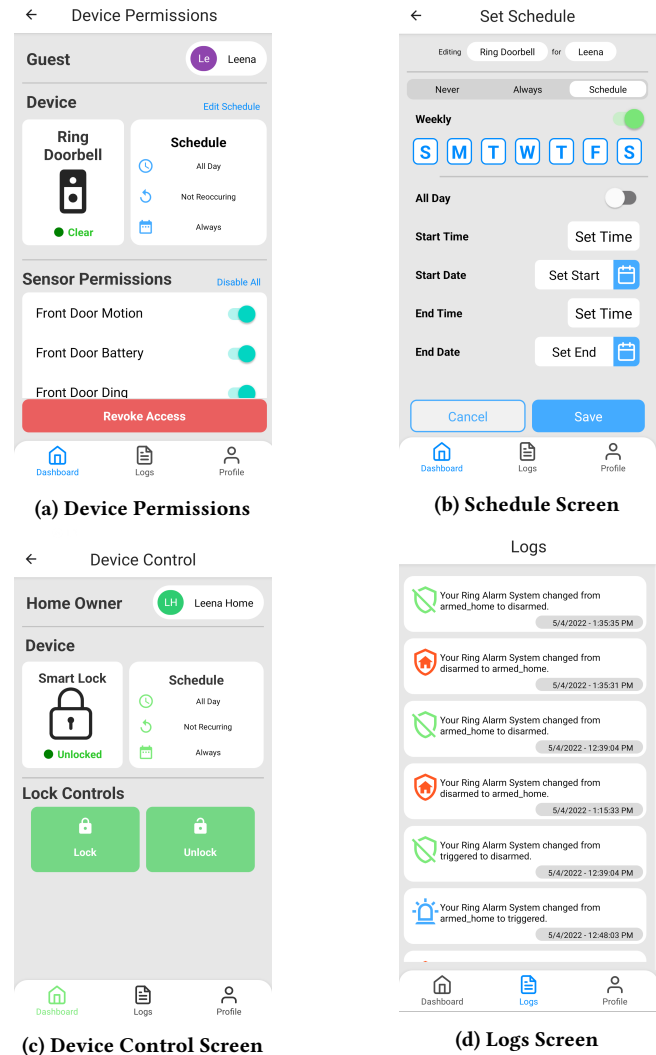 Device Permissions
Guest
Le
Leena
Device
Edit Schedule
Ring
Doorbell
Clear
Schedule
All Day
Not Reoccuring
Always
Sensor Permissions
Disable All
Front Door Motion
Front Door Battery
Front Door Ding
Revoke Access
Dashboard
Logs
Profile
(a) Device Permissions
Set Schedule
Editing Ring Doorbell for Leena
Never Always Schedule
Weekly
S M T W T F S
All Day
Start Time Set Time
Start Date Set Start
End Time Set Time
End Date Set End
Cancel Save
Dashboard
Logs
Profile
(b) Schedule Screen
Device Control
Home Owner
LH
Leena Home
Device
Smart Lock
Unlocked
Schedule
All Day
Not Recurring
Always
Lock Controls
Lock
Unlock
Dashboard
Logs
Profile
(c) Device Control Screen
Logs
Your Ring Alarm System changed from
armed_home to disarmed.
5/4/2022 - 1:35:35 PM
Your Ring Alarm System changed from
disarmed to armed_home.
5/4/2022 - 1:35:31 PM
Your Ring Alarm System changed from
armed_home to disarmed.
5/4/2022 - 12:39:04 PM
Your Ring Alarm System changed from
disarmed to armed_home.
5/4/2022 - 1:15:33 PM
Your Ring Alarm System changed from
triggered to disarmed.
5/4/2022 - 12:39:04 PM
Your Ring Alarm System changed from
armed_home to triggered.
5/4/2022 - 12:48:03 PM
Dashboard
Logs
Profile
(d) Logs Screen